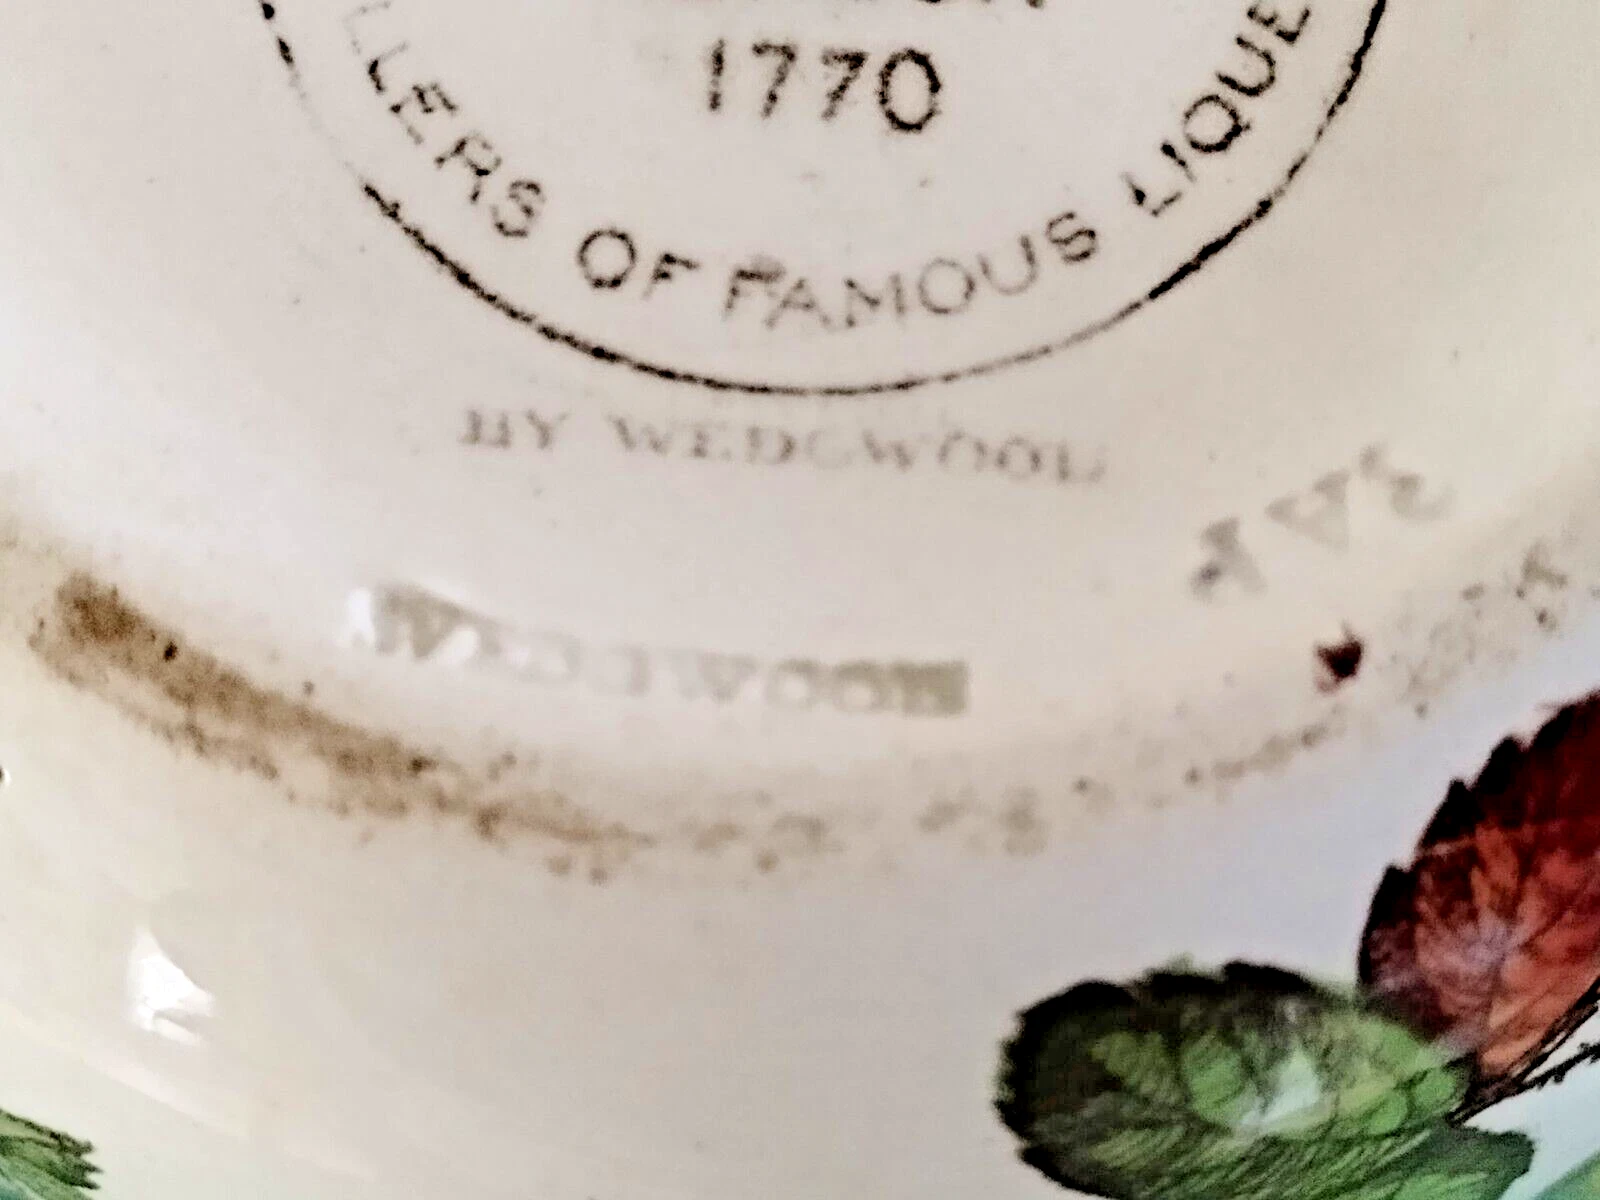 1770
LLERS OF FAMOUS LIQUE
BY WEDGWOOD
WEDGWOOD